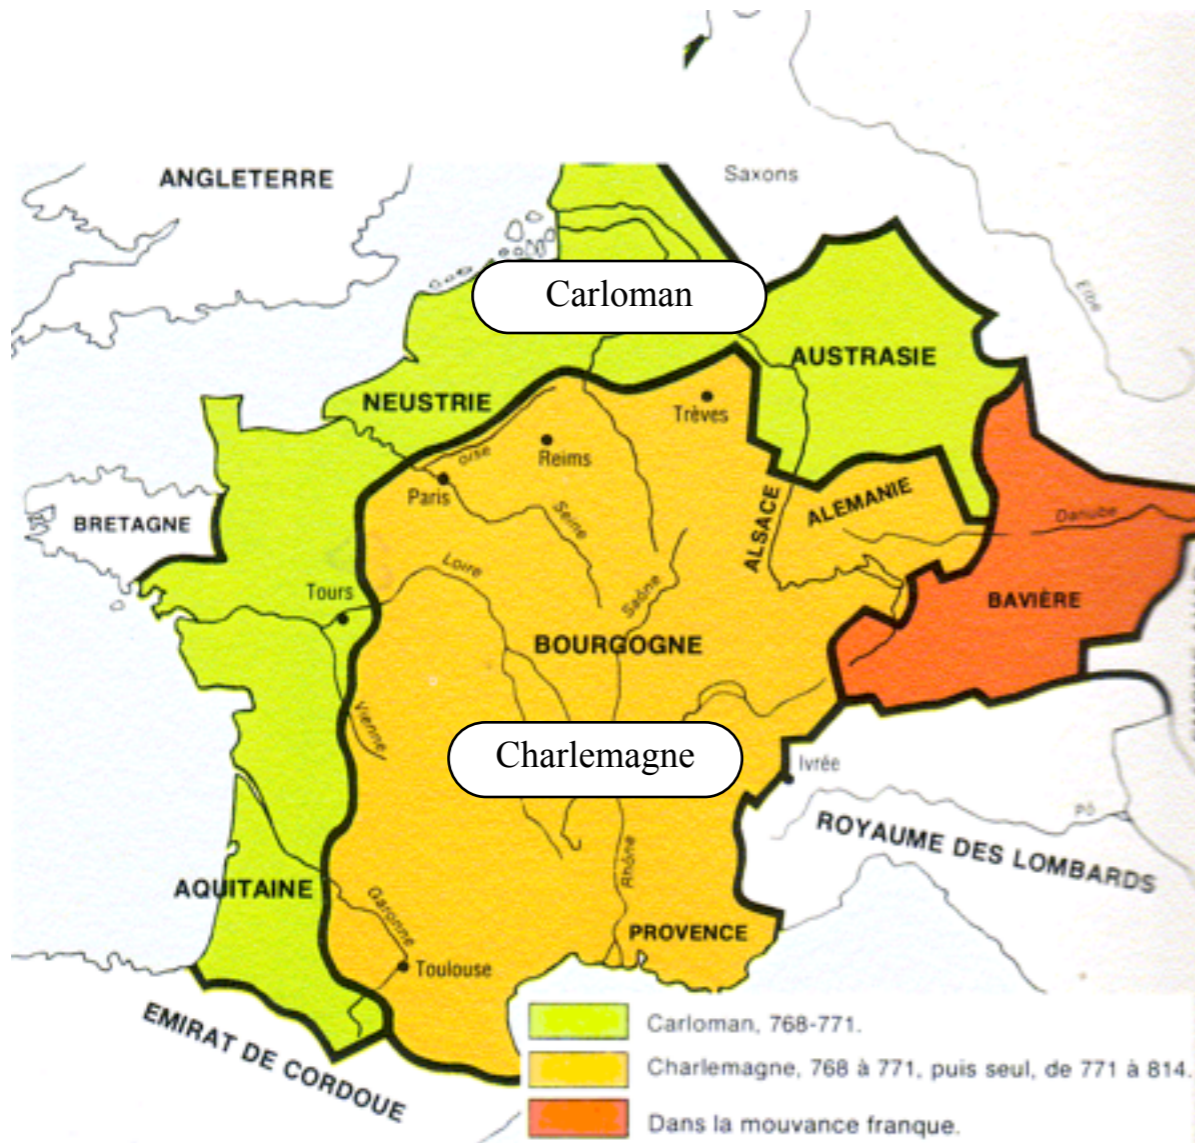 Saxons
ANGLETERRE
Elbe
Carloman
AUSTRASIE
NEUSTRIE
Trèves
oise
Reims
Paris
ALEMANIE
Seine
ALSACE
Danube
BRETAGNE
Loire
Tours
Saône
BAVIÈRE
BOURGOGNE
Vienne
Charlemagne
Ivrée
Pô
ROYAUME DES LOMBARDS
Rhône
AQUITAINE
Garonne
PROVENCE
Toulouse
EMIRAT DE CORDOUE
Carloman, 768-771.
Charlemagne, 768 à 771, puis seul, de 771 à 814.
Dans la mouvance franque.